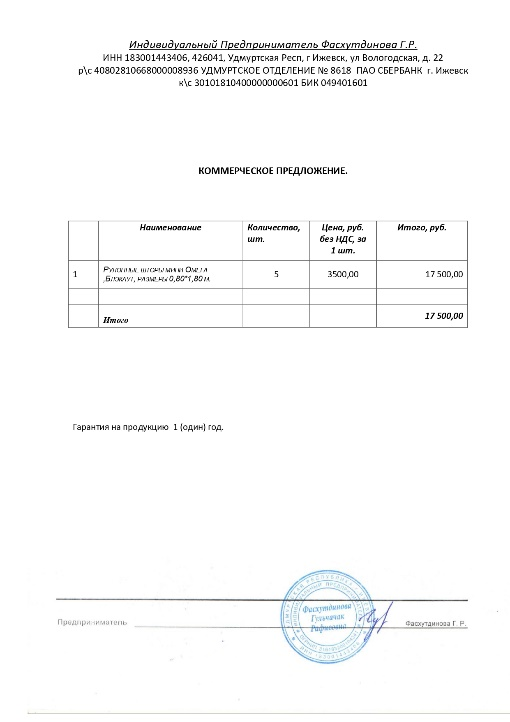 Индивидуальный Предприниматель Фасхутдинова Г.Р.
ИНН 183001443406, 426041, Удмуртская Респ, г Ижевск, ул Вологодская, д. 22
р\с 40802810668000008936 УДМУРТСКОЕ ОТДЕЛЕНИЕ № 8618 ПАО СБЕРБАНК г. Ижевск
к\с 30101810400000000601 БИК 049401601
КОММЕРЧЕСКОЕ ПРЕДЛОЖЕНИЕ.
Наименование Количество, шт. Цена, руб. без НДС, за 1 шт. Итого, руб.
1 Рулонные шторы мини Омега ,Блэкаут, размеры 0,80*1,80 м. 5 3500,00 17 500,00
Итого 17 500,00
Гарантия на продукцию 1 (один) год.
Фасхутдинова
Гульчачак
Рафисовна
Предприниматель Фасхутдинова Г. Р.